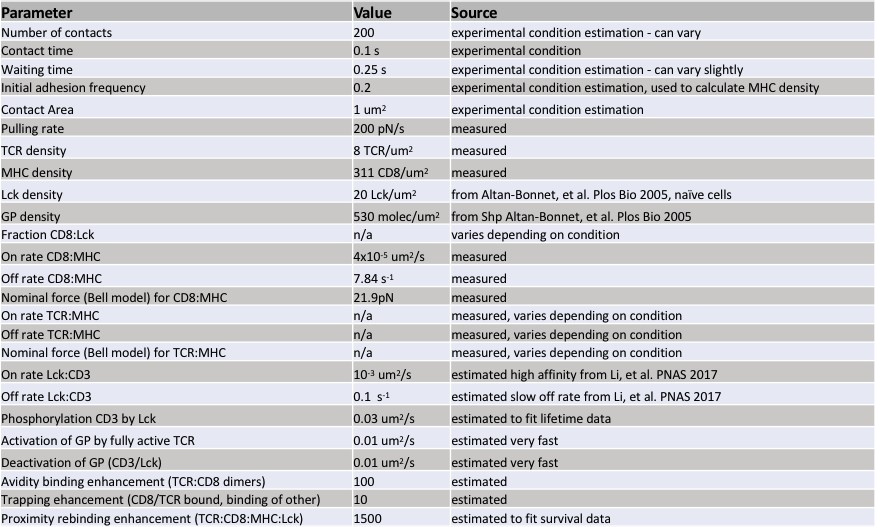 Parameter Value Source
Number of contacts 200 experimental condition estimation - can vary
Contact time 0.1 s experimental condition
Waiting time 0.25 s experimental condition estimation - can vary slightly
Initial adhesion frequency 0.2 experimental condition estimation, used to calculate MHC density
Contact Area 1 um² experimental condition estimation
Pulling rate 200 pN/s measured
TCR density 8 TCR/um² measured
MHC density 311 CD8/um² measured
Lck density 20 Lck/um² from Altan-Bonnet, et al. Plos Bio 2005, naïve cells
GP density 530 molec/um² from Shp Altan-Bonnet, et al. Plos Bio 2005
Fraction CD8:Lck n/a varies depending on condition
On rate CD8:MHC 4x10⁻⁵ um²/s measured
Off rate CD8:MHC 7.84 s⁻¹ measured
Nominal force (Bell model) for CD8:MHC 21.9pN measured
On rate TCR:MHC n/a measured, varies depending on condition
Off rate TCR:MHC n/a measured, varies depending on condition
Nominal force (Bell model) for TCR:MHC n/a measured, varies depending on condition
On rate Lck:CD3 10⁻³ um²/s estimated high affinity from Li, et al. PNAS 2017
Off rate Lck:CD3 0.1 s⁻¹ estimated slow off rate from Li, et al. PNAS 2017
Phosphorylation CD3 by Lck 0.03 um²/s estimated to fit lifetime data
Activation of GP by fully active TCR 0.01 um²/s estimated very fast
Deactivation of GP (CD3/Lck) 0.01 um²/s estimated very fast
Avidity binding enhancement (TCR:CD8 dimers) 100 estimated
Trapping ehancement (CD8/TCR bound, binding of other) 10 estimated
Proximity rebinding enhancement (TCR:CD8:MHC:Lck) 1500 estimated to fit survival data